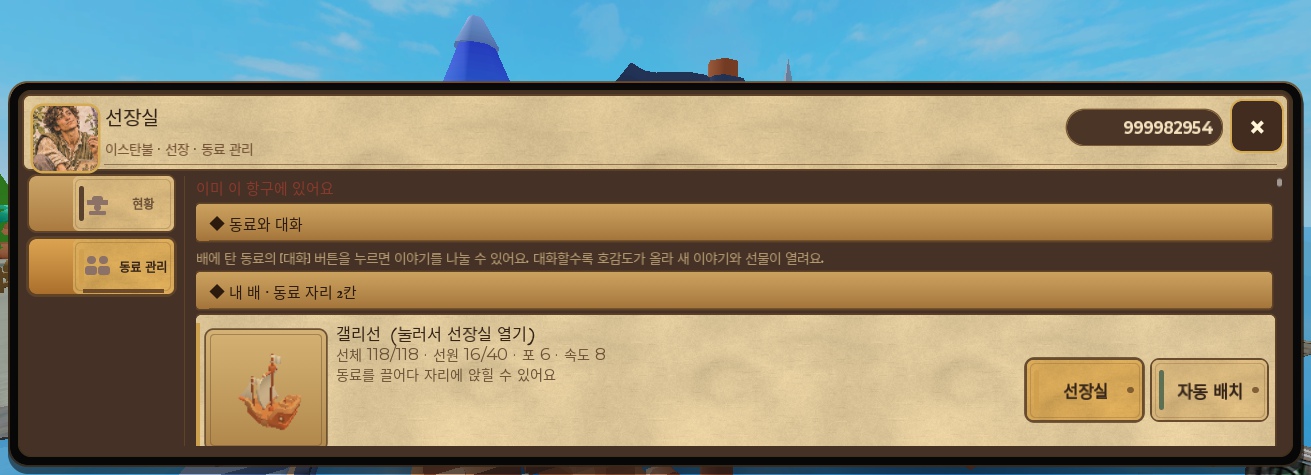 선장실
이스탄불 · 선장 · 동료 관리
999982954
×
현황
동료 관리
이미 이 항구에 있어요
◆ 동료와 대화
배에 탄 동료의 [대화] 버튼을 누르면 이야기를 나눌 수 있어요. 대화할수록 호감도가 올라 새 이야기와 선물이 열려요.
◆ 내 배 · 동료 자리 2칸
갤리선 (눌러서 선장실 열기)
선체 118/118 · 선원 16/40 · 포 6 · 속도 8
동료를 끌어다 자리에 앉힐 수 있어요
선장실
자동 배치